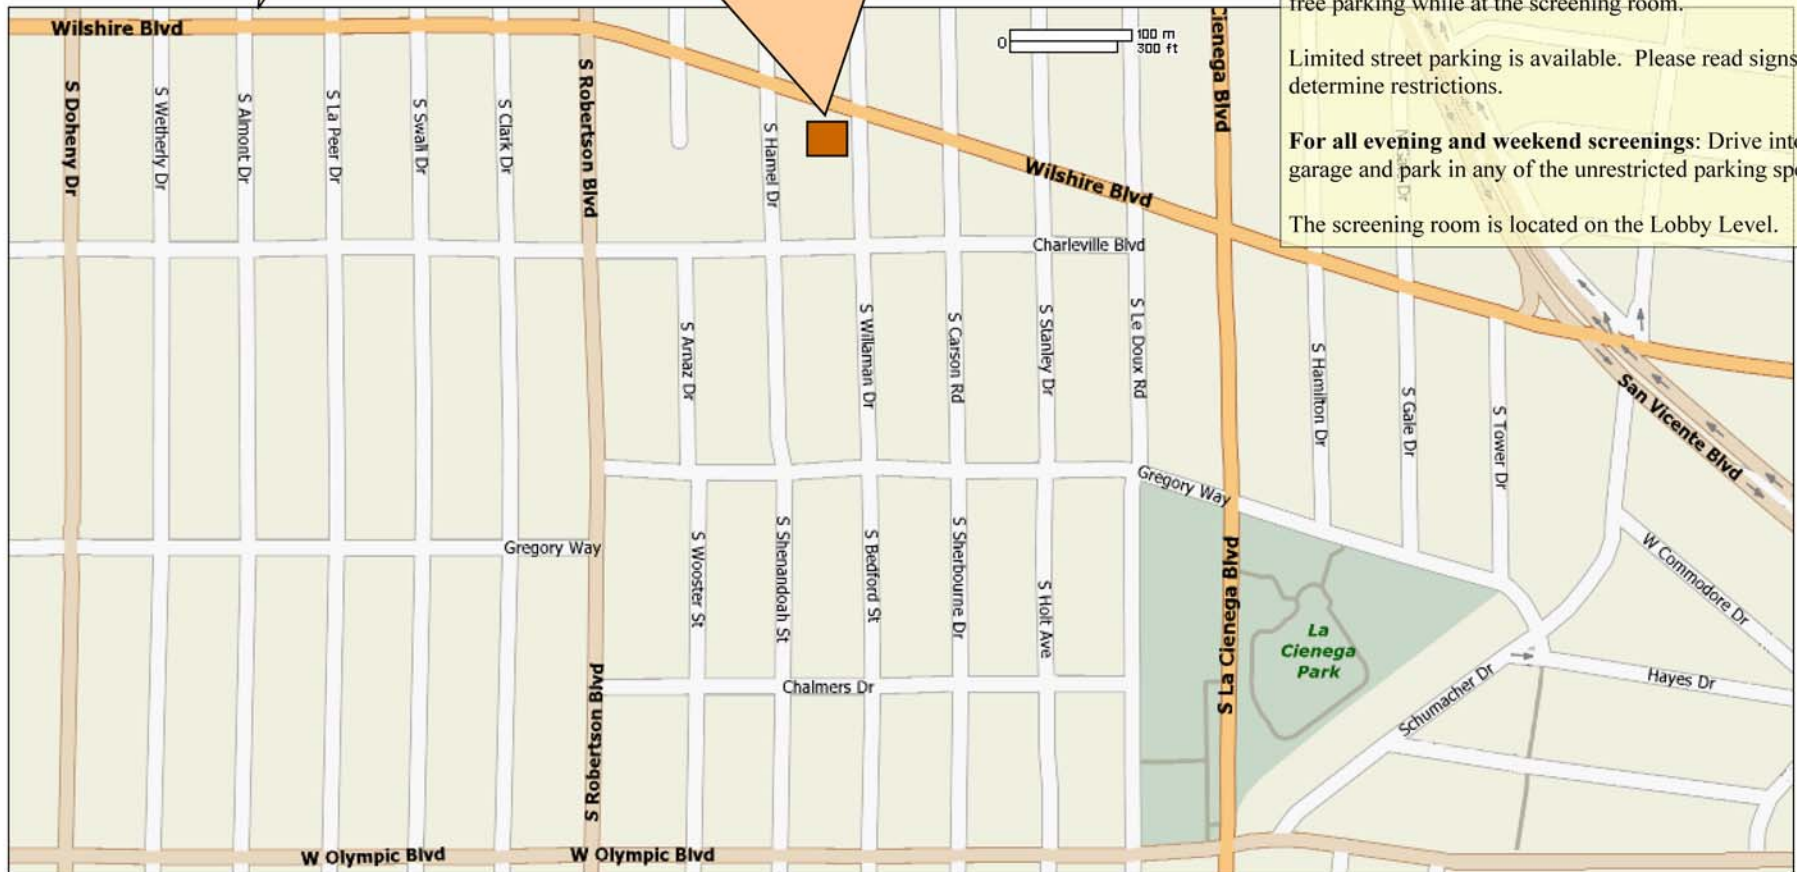 free parking while at the screening room.
Limited street parking is available. Please read signs
determine restrictions.
For all evening and weekend screenings: Drive into
garage and park in any of the unrestricted parking
The screening room is located on the Lobby Level.
Wilshire Blvd
0
100 m
300 ft
Cienega Blvd
S Doheny Dr
S Wetherly Dr
S Almont Dr
S La Peer Dr
S Swall Dr
S Clark Dr
S Robertson Blvd
S Hamel Dr
Wilshire Blvd
Charleville Blvd
S Arnaz Dr
S Willaman Dr
S Carson Rd
S Stanley Dr
S Le Doux Rd
S Hamilton Dr
S Gale Dr
S Tower Dr
San Vicente Blvd
Gregory Way
Gregory Way
S Wooster St
S Shenandoah St
S Bedford St
S Sherbourne Dr
S Holt Ave
S La Cienega Blvd
La
Cienega
Park
W Commodore Dr
Hayes Dr
Schumacher Dr
Chalmers Dr
S Robertson Blvd
W Olympic Blvd
W Olympic Blvd